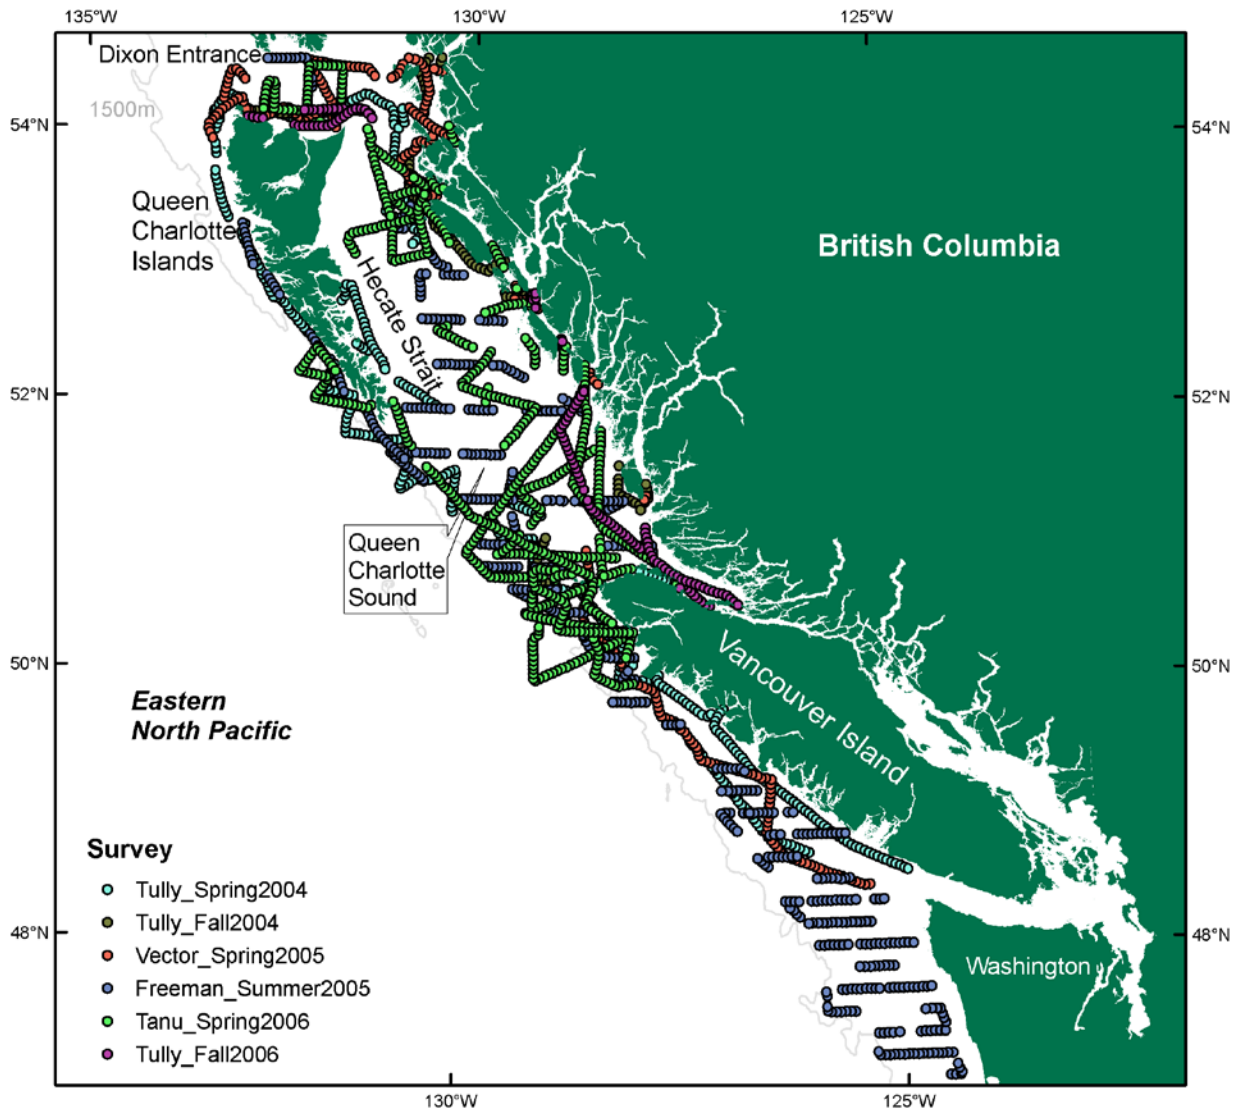 135°W 130°W 125°W
Dixon Entrance
1500m
54°N 54°N
Queen
Charlotte
Islands
British Columbia
Hecate Strait
52°N 52°N
Queen
Charlotte
Sound
50°N 50°N
Vancouver Island
Eastern
North Pacific
Survey
Tully_Spring2004
Tully_Fall2004
Vector_Spring2005
Freeman_Summer2005
Tanu_Spring2006
Tully_Fall2006
48°N 48°N
Washington
130°W 125°W